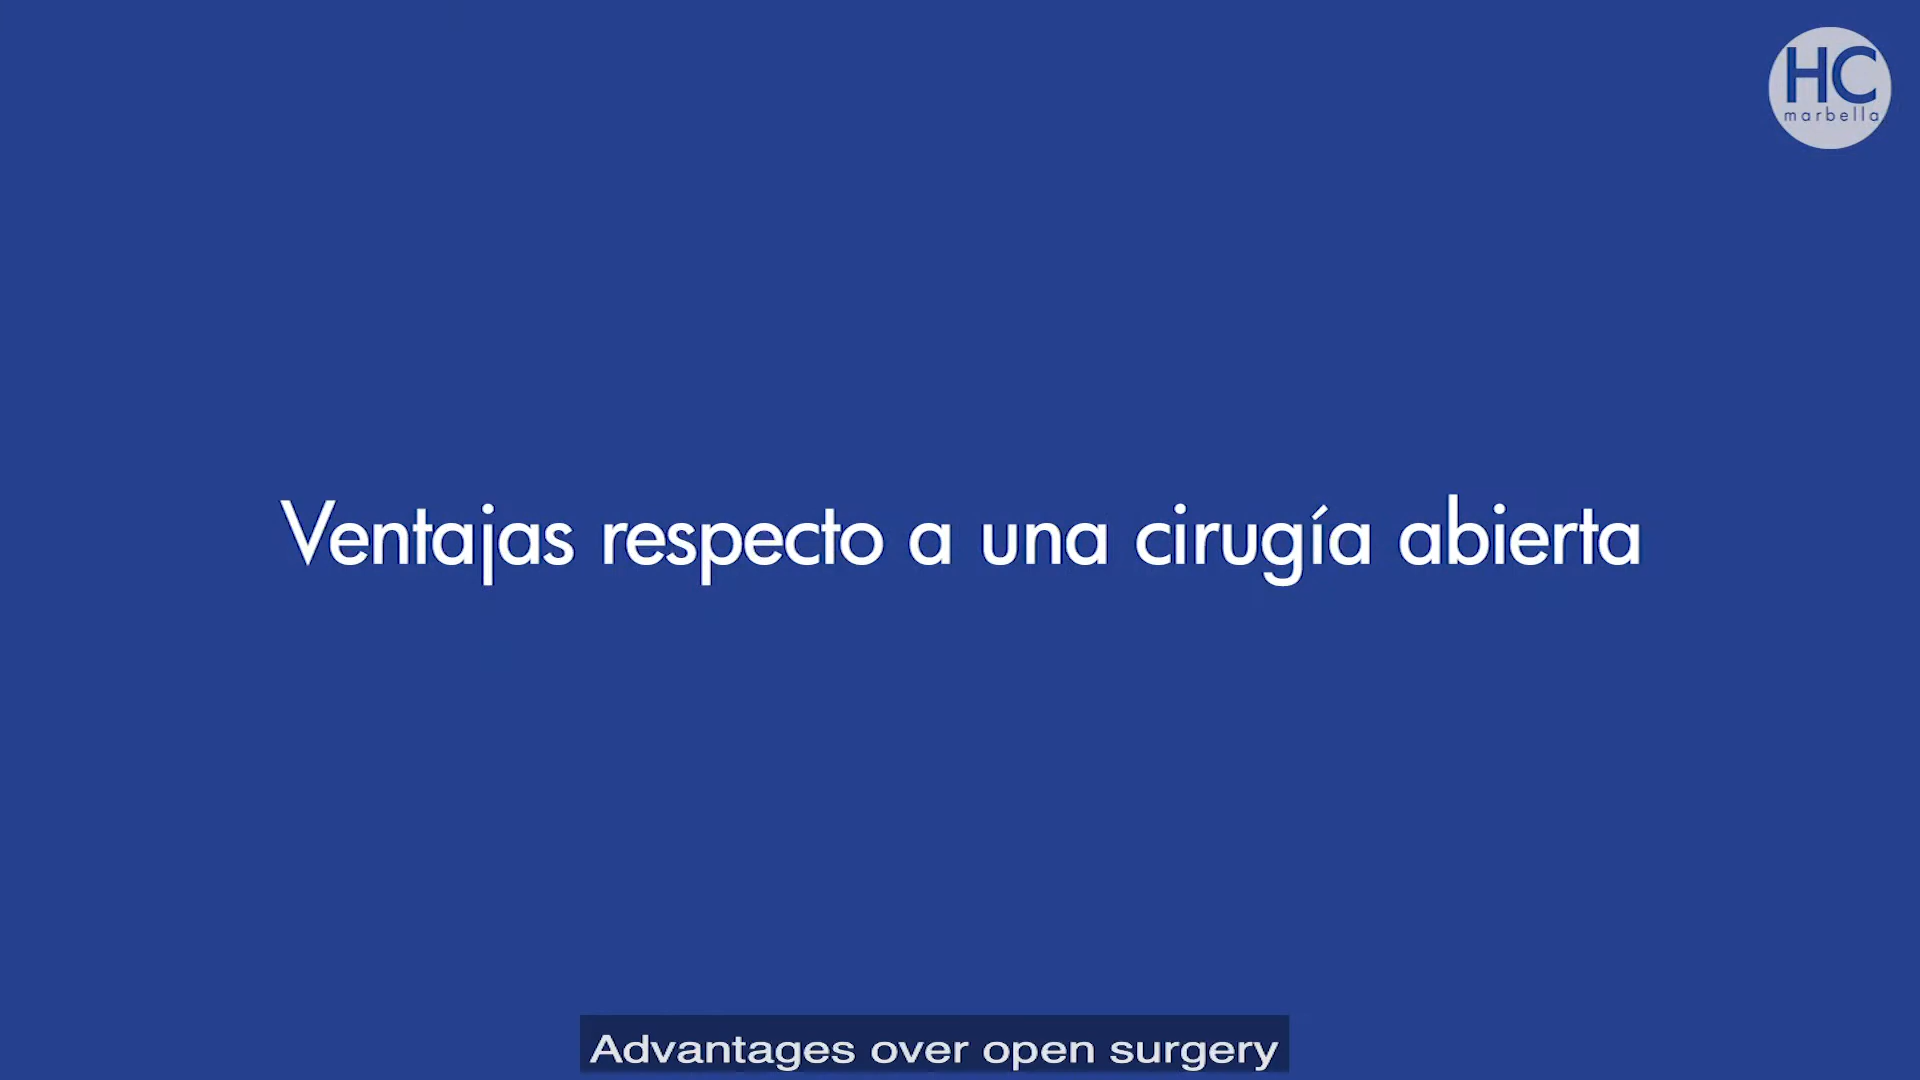 HC
marbella
Ventajas respecto a una cirugía abierta
Advantages over open surgery